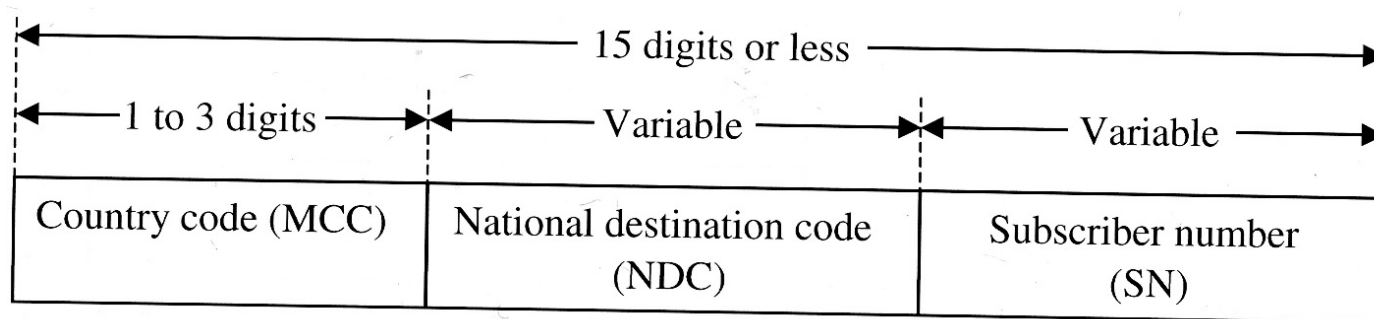 15 digits or less
1 to 3 digits
Variable
Variable
Country code (MCC)
National destination code
(NDC)
Subscriber number
(SN)